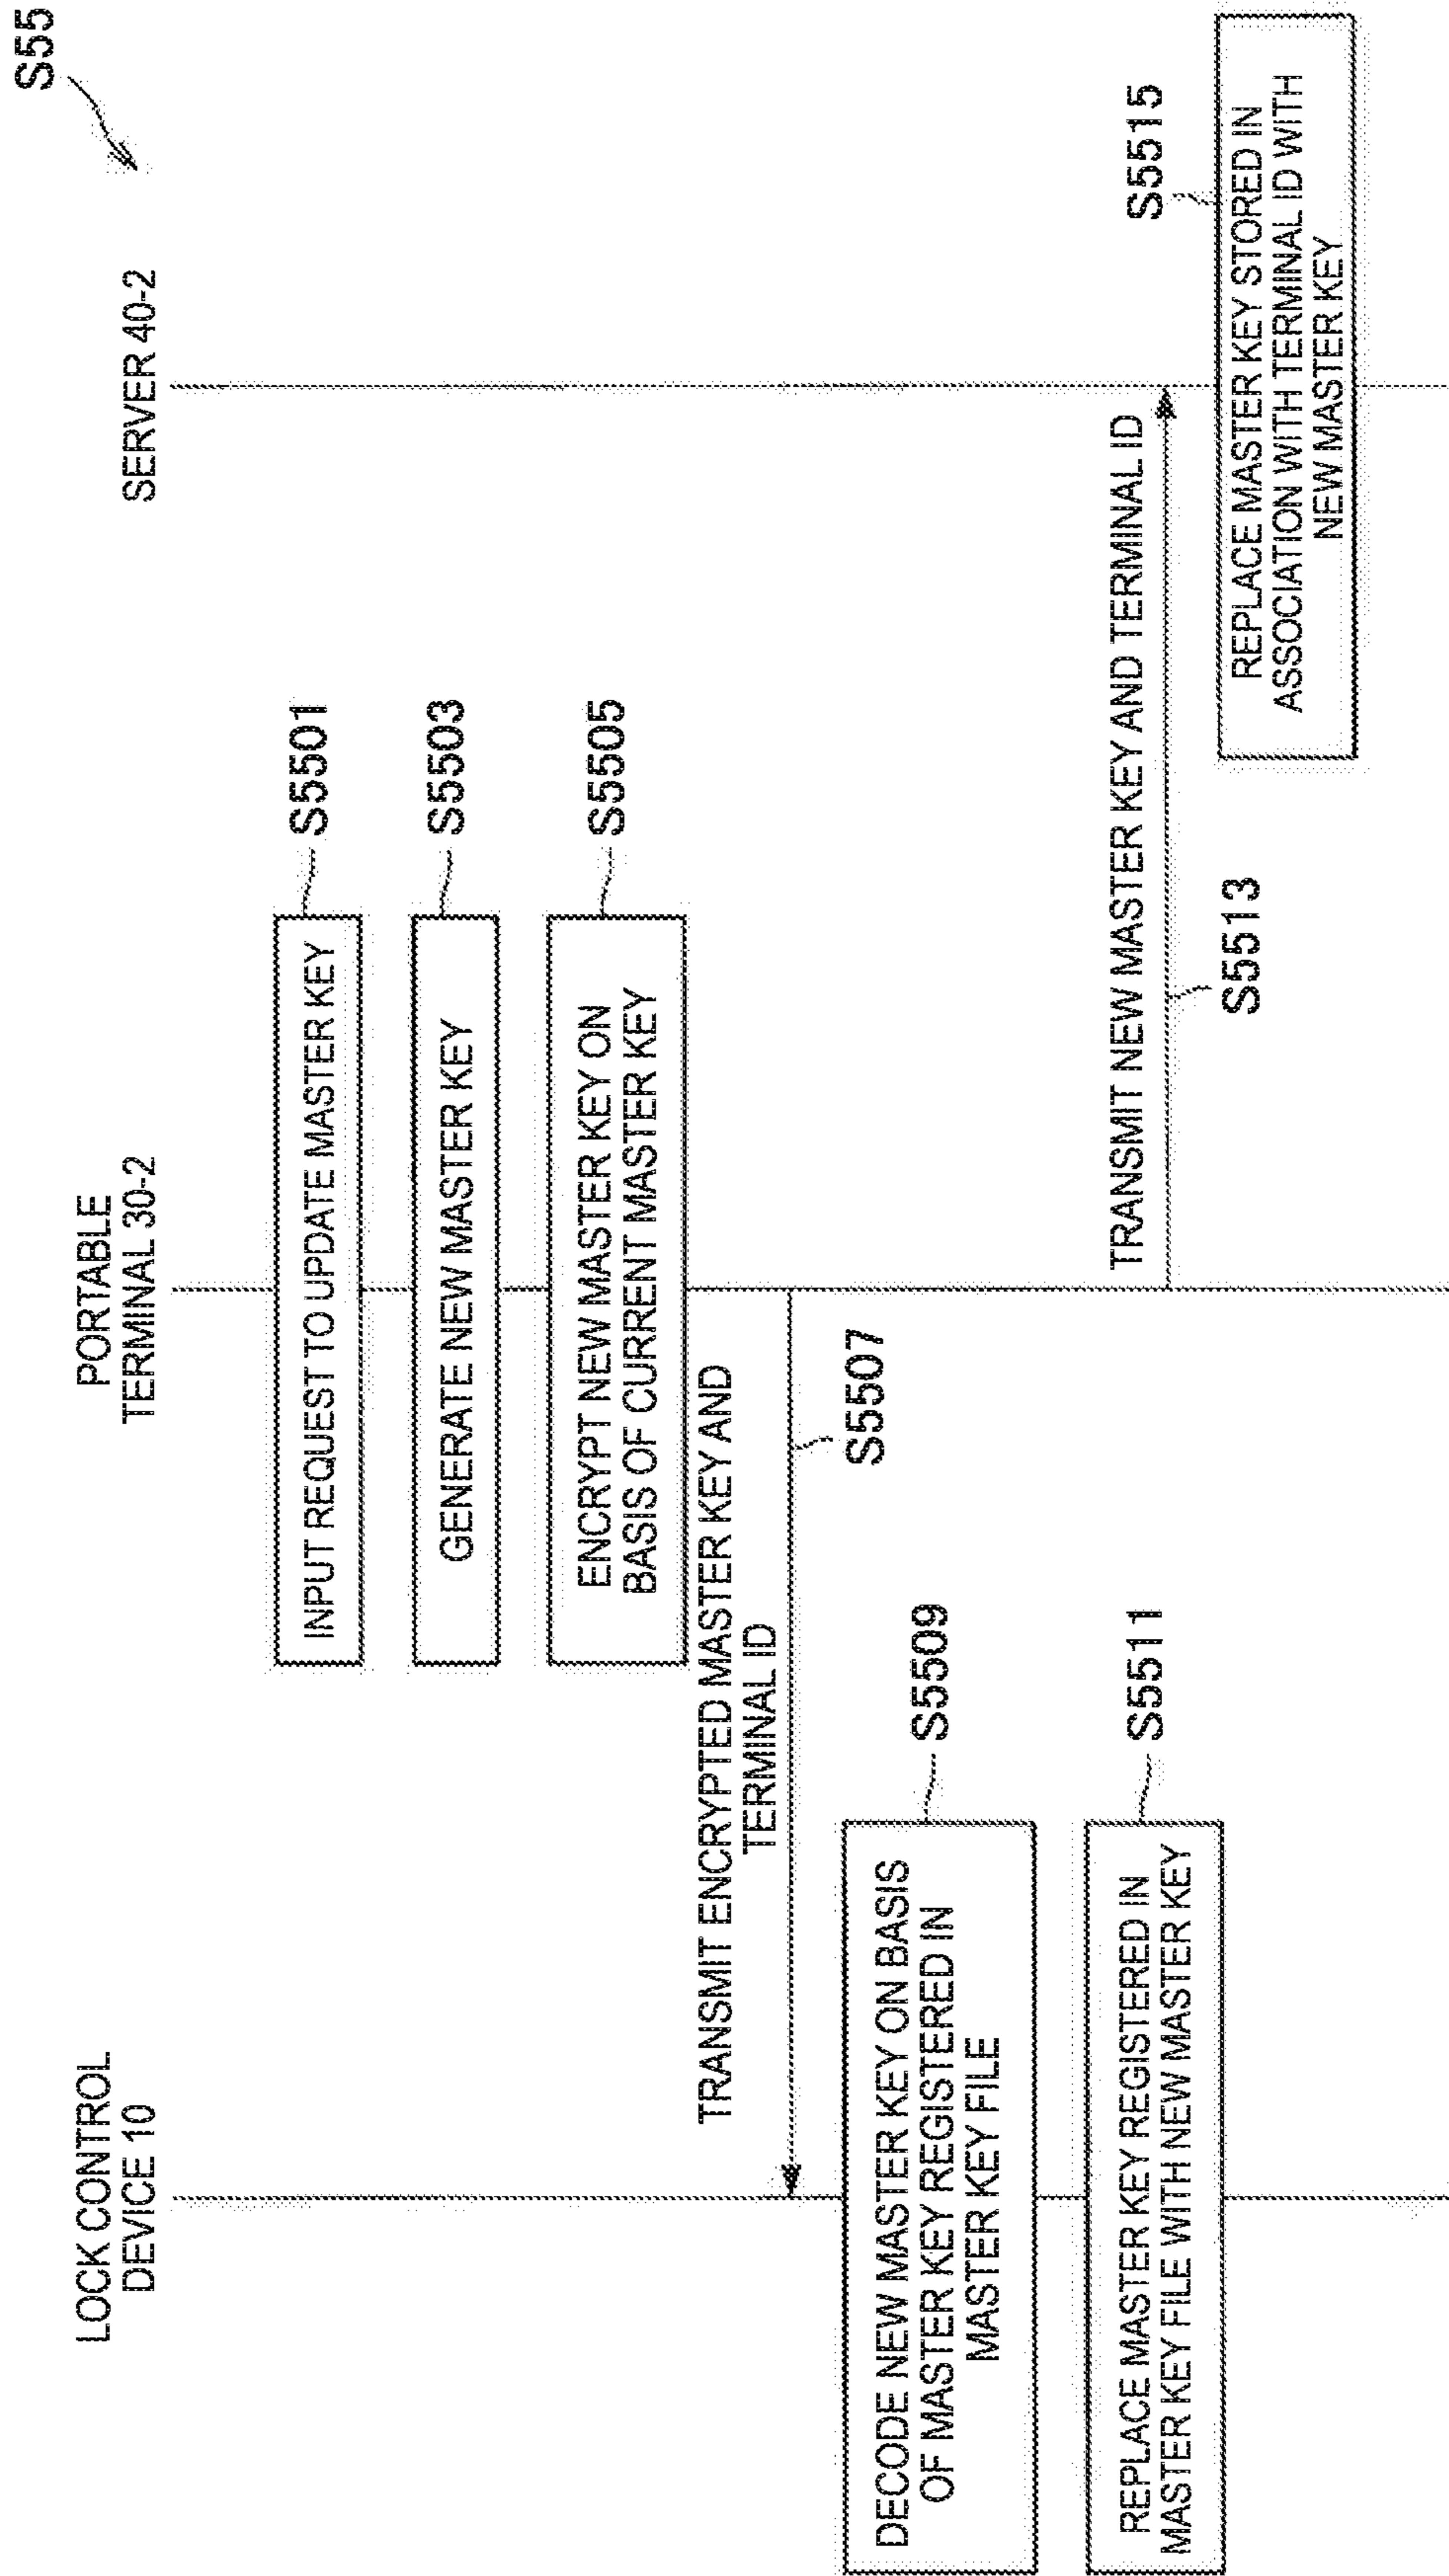 S55
LOCK CONTROL
DEVICE 10
PORTABLE
TERMINAL 30-2
SERVER 40-2
INPUT REQUEST TO UPDATE MASTER KEY
S5501
GENERATE NEW MASTER KEY
S5503
ENCRYPT NEW MASTER KEY ON
BASIS OF CURRENT MASTER KEY
S5505
TRANSMIT ENCRYPTED MASTER KEY AND
TERMINAL ID
S5507
DECODE NEW MASTER KEY ON BASIS
OF MASTER KEY REGISTERED IN
MASTER KEY FILE
S5509
REPLACE MASTER KEY REGISTERED IN
MASTER KEY FILE WITH NEW MASTER KEY
S5511
TRANSMIT NEW MASTER KEY AND TERMINAL ID
S5513
REPLACE MASTER KEY STORED IN
ASSOCIATION WITH TERMINAL ID WITH
NEW MASTER KEY
S5515